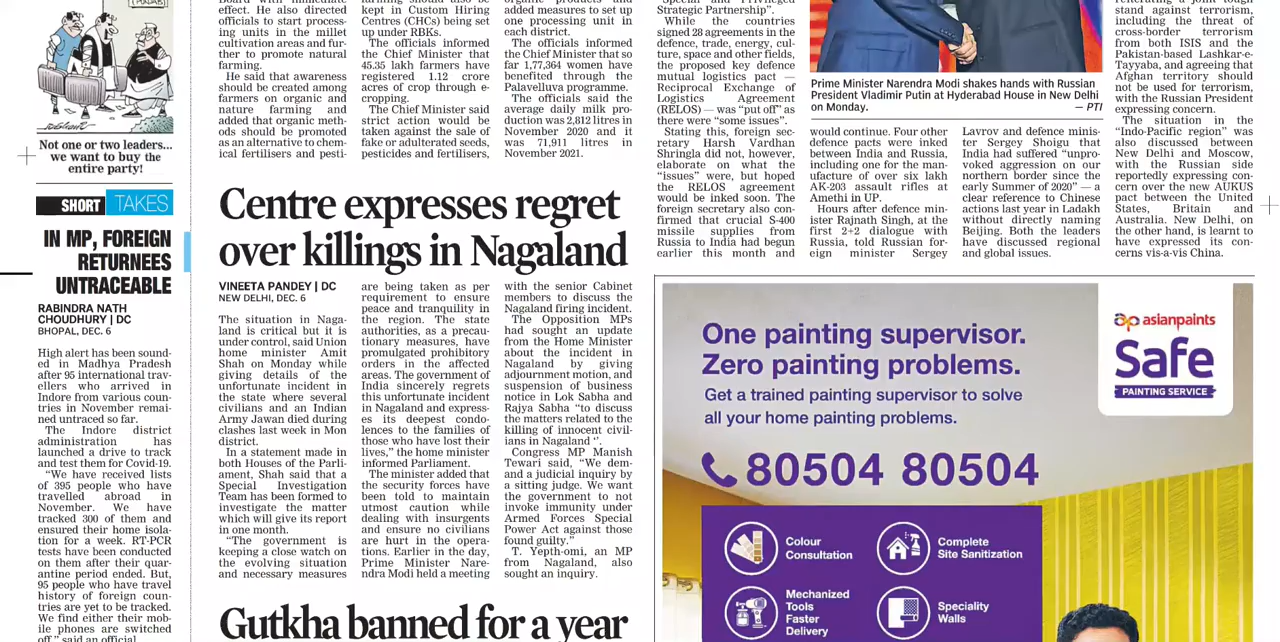 PUNJAB
Not one or two leaders...
we want to buy the
entire party!
SHORT TAKES
IN MP, FOREIGN
RETURNEES
UNTRACEABLE
RABINDRA NATH
CHOUDHURY | DC
BHOPAL, DEC. 6
High alert has been sound-
ed in Madhya Pradesh
after 95 international trav-
ellers who arrived in
Indore from various coun-
tries in November remai-
ned untraced so far.
The Indore district
administration has
launched a drive to track
and test them for Covid-19.
“We have received lists
of 395 people who have
travelled abroad in
November. We have
tracked 300 of them and
ensured their home isola-
tion for a week. RT-PCR
tests have been conducted
on them after their quar-
antine period ended. But,
95 people who have travel
history of foreign coun-
tries are yet to be tracked.
We find either their mob-
ile phones are switched
off,” said an official
Board with immediate
effect. He also directed
officials to start process-
ing units in the millet
cultivation areas and fur-
ther to promote natural
farming.
He said that awareness
should be created among
farmers on organic and
nature farming and
added that organic meth-
ods should be promoted
as an alternative to chem-
ical fertilisers and pesti-
farming should also be
kept in Custom Hiring
Centres (CHCs) being set
up under RBKs.
The officials informed
the Chief Minister that
45.35 lakh farmers have
registered 1.12 crore
acres of crop through e-
cropping.
The Chief Minister said
strict action would be
taken against the sale of
fake or adulterated seeds,
pesticides and fertilisers,
organic products and
added measures to set up
one processing unit in
each district.
The officials informed
the Chief Minister that so
far 1,77,364 women have
benefited through the
Palavelluva programme.
The officials said the
average daily milk pro-
duction was 2,812 litres in
November 2020 and it
was 71,911 litres in
November 2021.
Centre expresses regret
over killings in Nagaland
VINEETA PANDEY | DC
NEW DELHI, DEC. 6
The situation in Naga-
land is critical but it is
under control, said Union
home minister Amit
Shah on Monday while
giving details of the
unfortunate incident in
the state where several
civilians and an Indian
Army Jawan died during
clashes last week in Mon
district.
In a statement made in
both Houses of the Parli-
ament, Shah said that a
Special Investigation
Team has been formed to
investigate the matter
which will give its report
in one month.
“The government is
keeping a close watch on
the evolving situation
and necessary measures
are being taken as per
requirement to ensure
peace and tranquility in
the region. The state
authorities, as a precau-
tionary measures, have
promulgated prohibitory
orders in the affected
areas. The government of
India sincerely regrets
this unfortunate incident
in Nagaland and express-
es its deepest condo-
lences to the families of
those who have lost their
lives,” the home minister
informed Parliament.
The minister added that
the security forces have
been told to maintain
utmost caution while
dealing with insurgents
and ensure no civilians
are hurt in the opera-
tions. Earlier in the day,
Prime Minister Nare-
ndra Modi held a meeting
with the senior Cabinet
members to discuss the
Nagaland firing incident.
The Opposition MPs
had sought an update
from the Home Minister
about the incident in
Nagaland by giving
adjournment motion, and
suspension of business
notice in Lok Sabha and
Rajya Sabha “to discuss
the matters related to the
killing of innocent civil-
ians in Nagaland ‘’.
Congress MP Manish
Tewari said, “We dem-
and a judicial inquiry by
a sitting judge. We want
the government to not
invoke immunity under
Armed Forces Special
Power Act against those
found guilty.”
T. Yepth-omi, an MP
from Nagaland, also
sought an inquiry.
Gutkha banned for a year
Special and Privileged
Strategic Partnership”.
While the countries
signed 28 agreements in the
defence, trade, energy, cul-
ture, space and other fields,
the proposed key defence
mutual logistics pact —
Reciprocal Exchange of
Logistics Agreement
(RELOS) — was “put off” as
there were “some issues”.
Stating this, foreign sec-
retary Harsh Vardhan
Shringla did not, however,
elaborate on what the
“issues” were, but hoped
the RELOS agreement
would be inked soon. The
foreign secretary also con-
firmed that crucial S-400
missile supplies from
Russia to India had begun
earlier this month and
Prime Minister Narendra Modi shakes hands with Russian
President Vladimir Putin at Hyderabad House in New Delhi
on Monday. — PTI
would continue. Four other
defence pacts were inked
between India and Russia,
including one for the man-
ufacture of over six lakh
AK-203 assault rifles at
Amethi in UP.
Hours after defence min-
ister Rajnath Singh, at the
first 2+2 dialogue with
Russia, told Russian for-
eign minister Sergey
Lavrov and defence minis-
ter Sergey Shoigu that
India had suffered “unpro-
voked aggression on our
northern border since the
early Summer of 2020” — a
clear reference to Chinese
actions last year in Ladakh
without directly naming
Beijing. Both the leaders
have discussed regional
and global issues.
reiterating a joint tough
stand against terrorism,
including the threat of
cross-border terrorism
from both ISIS and the
Pakistan-based Lashkar-e-
Tayyaba, and agreeing that
Afghan territory should
not be used for terrorism,
with the Russian President
expressing concern.
The situation in the
“Indo-Pacific region” was
also discussed between
New Delhi and Moscow,
with the Russian side
reportedly expressing con-
cern over the new AUKUS
pact between the United
States, Britain and
Australia. New Delhi, on
the other hand, is learnt to
have expressed its con-
cerns vis-a-vis China.
One painting supervisor.
Zero painting problems.
Get a trained painting supervisor to solve
all your home painting problems.
80504 80504
asianpaints
Safe
PAINTING SERVICE
Colour
Consultation
Complete
Site Sanitization
Mechanized
Tools
Faster
Delivery
Speciality
Walls